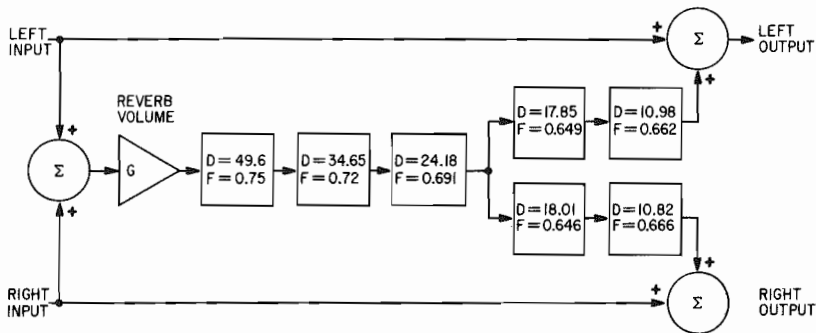 LEFT
INPUT
+
Σ
+
LEFT
OUTPUT
REVERB
VOLUME
+
Σ
+
G
D=49.6
F=0.75
D=34.65
F=0.72
D=24.18
F=0.691
D=17.85
F=0.649
D=10.98
F=0.662
D=18.01
F=0.646
D=10.82
F=0.666
RIGHT
INPUT
+
+
Σ
RIGHT
OUTPUT